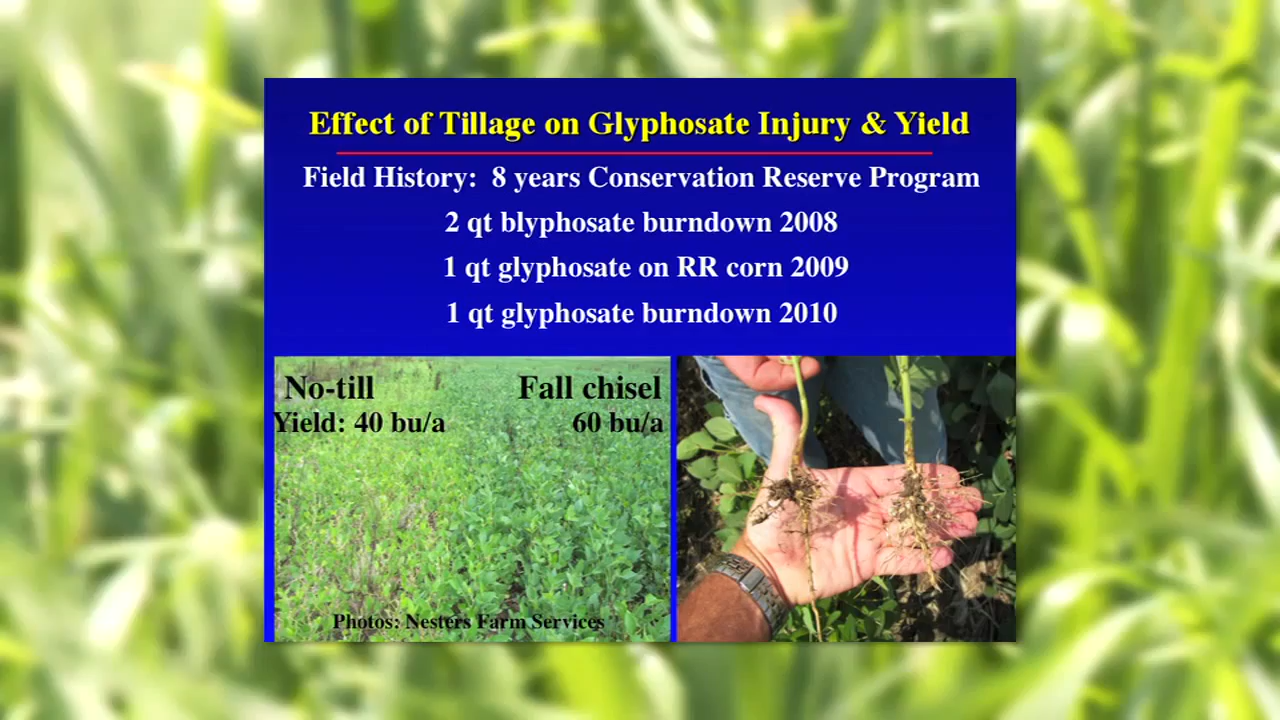 Effect of Tillage on Glyphosate Injury & Yield
Field History: 8 years Conservation Reserve Program
2 qt blyphosate burndown 2008
1 qt glyphosate on RR corn 2009
1 qt glyphosate burndown 2010
No-till
Yield: 40 bu/a
Fall chisel
60 bu/a
Photos: Nesters Farm Services